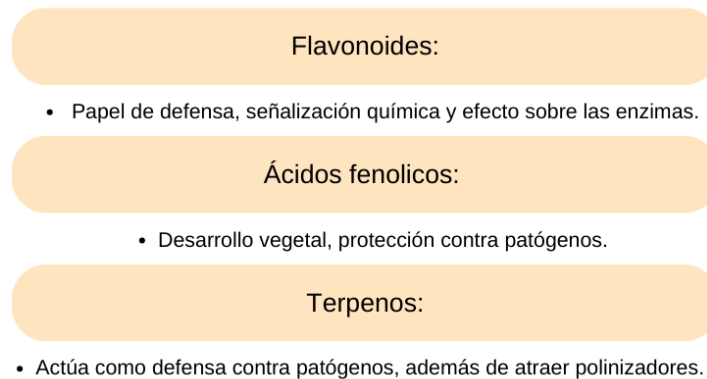 Flavonoides:
• Papel de defensa, señalización química y efecto sobre las enzimas.
Ácidos fenolicos:
• Desarrollo vegetal, protección contra patógenos.
Terpenos:
• Actúa como defensa contra patógenos, además de atraer polinizadores.